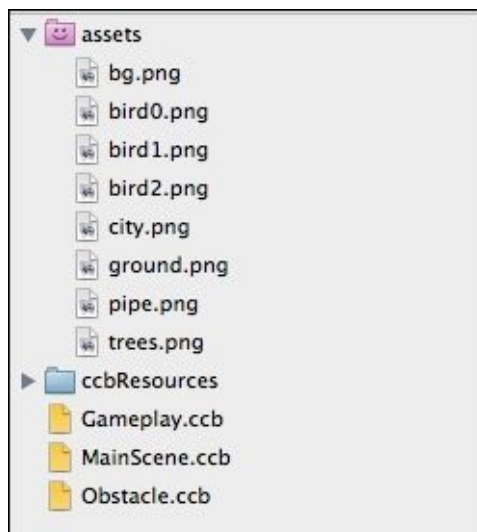 assets
bg.png
bird0.png
bird1.png
bird2.png
city.png
ground.png
pipe.png
trees.png
ccbResources
Gameplay.ccb
MainScene.ccb
Obstacle.ccb